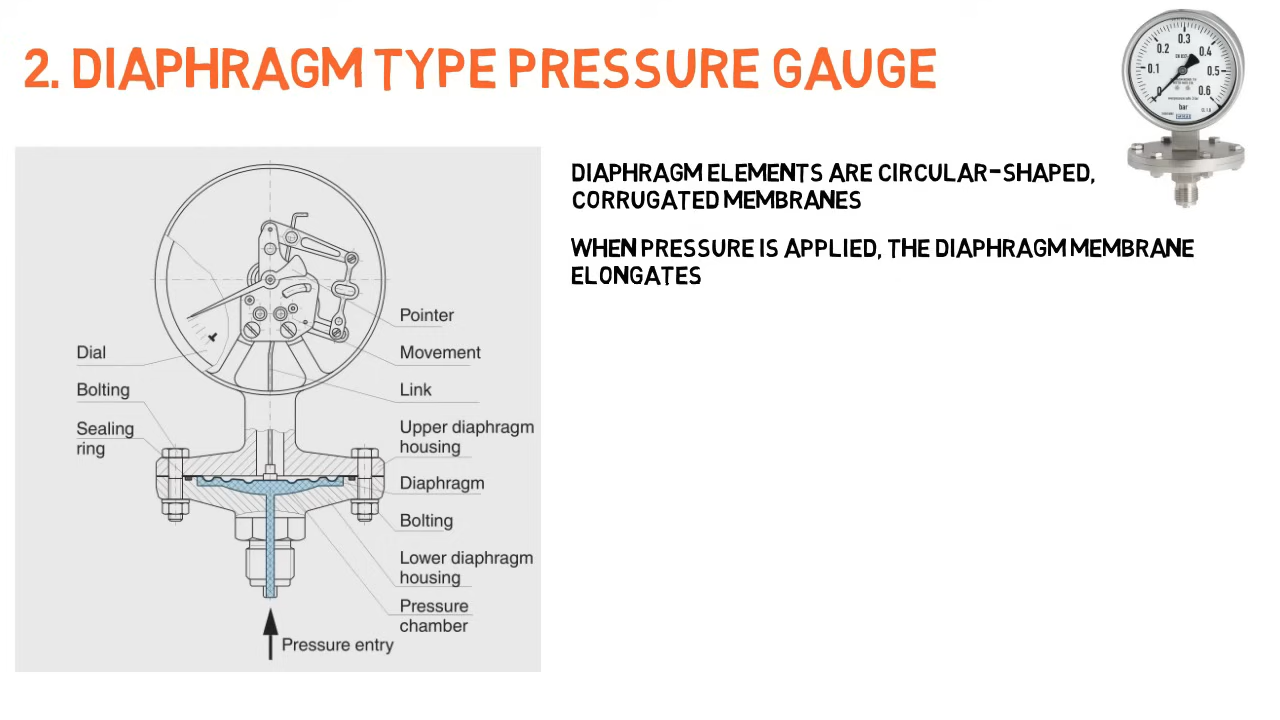 2. DIAPHRAGM TYPE PRESSURE GAUGE
0
0.1
0.2
0.3
0.4
0.5
0.6
bar
DIAPHRAGM ELEMENTS ARE CIRCULAR-SHAPED,
CORRUGATED MEMBRANES
WHEN PRESSURE IS APPLIED, THE DIAPHRAGM MEMBRANE
ELONGATES
Pointer
Dial
Movement
Bolting
Link
Sealing
ring
Upper diaphragm
housing
Diaphragm
Bolting
Lower diaphragm
housing
Pressure
chamber
Pressure entry